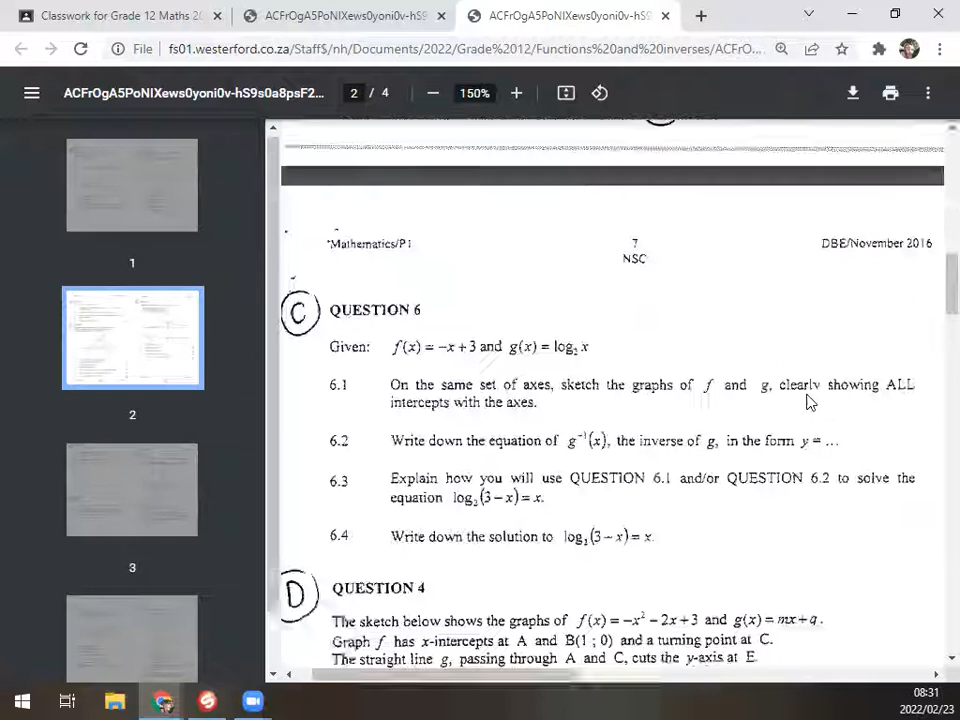 Classwork for Grade 12 Maths 20
ACFrOgA5PoNIXews0yoni0v-hS9s
ACFrOgA5PoNIXews0yoni0v-hS9s
File
fs01.westerford.co.za/Staff$/nh/Documents/2022/Grade%2012/Functions%20and%20inverses/ACFrO...
ACFrOgA5PoNIXews0yoni0v-hS9s0a8psF2...
2 / 4
150%
1
2
3
Mathematics/P1
7
DBE/November 2016
NSC
C
QUESTION 6
Given: f(x) = −x + 3 and g(x) = log₂ x
6.1 On the same set of axes, sketch the graphs of f and g, clearly showing ALL
intercepts with the axes.
6.2 Write down the equation of g⁻¹(x), the inverse of g, in the form y = ...
6.3 Explain how you will use QUESTION 6.1 and/or QUESTION 6.2 to solve the
equation log₂(3 − x) = x.
6.4 Write down the solution to log₂(3 − x) = x.
D
QUESTION 4
The sketch below shows the graphs of f(x) = −x² − 2x + 3 and g(x) = mx + q.
Graph f has x-intercepts at A and B(1 ; 0) and a turning point at C.
The straight line g, passing through A and C, cuts the y-axis at E.
08:31
2022/02/23